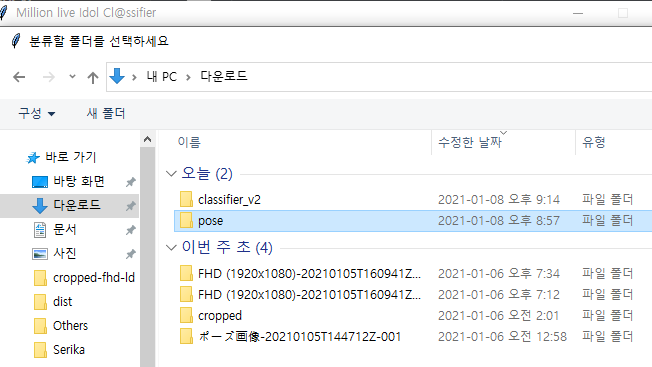 Million live Idol Cl@ssifier
분류할 폴더를 선택하세요
내 PC > 다운로드
구성 새 폴더
이름 수정한 날짜 유형
바로 가기
바탕 화면
다운로드
문서
사진
cropped-fhd-ld
dist
Others
Serika
오늘 (2)
classifier_v2 2021-01-08 오후 9:14 파일 폴더
pose 2021-01-08 오후 8:57 파일 폴더
이번 주 초 (4)
FHD (1920x1080)-20210105T160941Z... 2021-01-06 오후 7:34 파일 폴더
FHD (1920x1080)-20210105T160941Z... 2021-01-06 오후 7:12 파일 폴더
cropped 2021-01-06 오전 2:01 파일 폴더
ポーズ画像-20210105T144712Z-001 2021-01-06 오전 12:58 파일 폴더